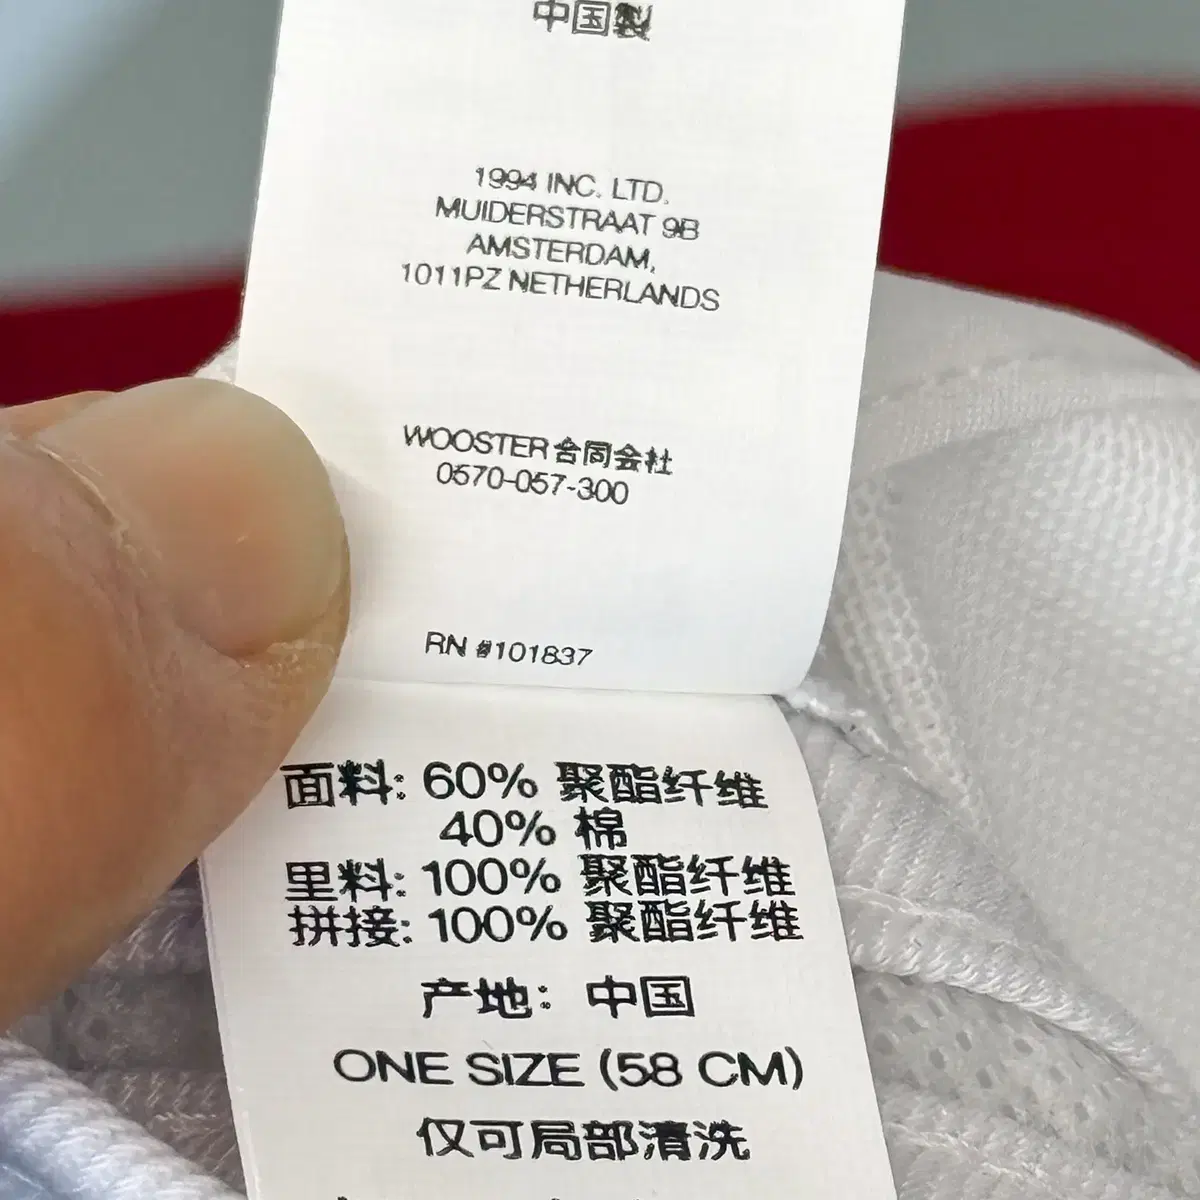 中国製
1994 INC. LTD.
MUIDERSTRAAT 9B
AMSTERDAM,
1011PZ NETHERLANDS
WOOSTER合同会社
0570-057-300
RN #101837
面料: 60% 聚酯纤维
40% 棉
里料: 100% 聚酯纤维
拼接: 100% 聚酯纤维
产地: 中国
ONE SIZE (58 CM)
仅可局部清洗